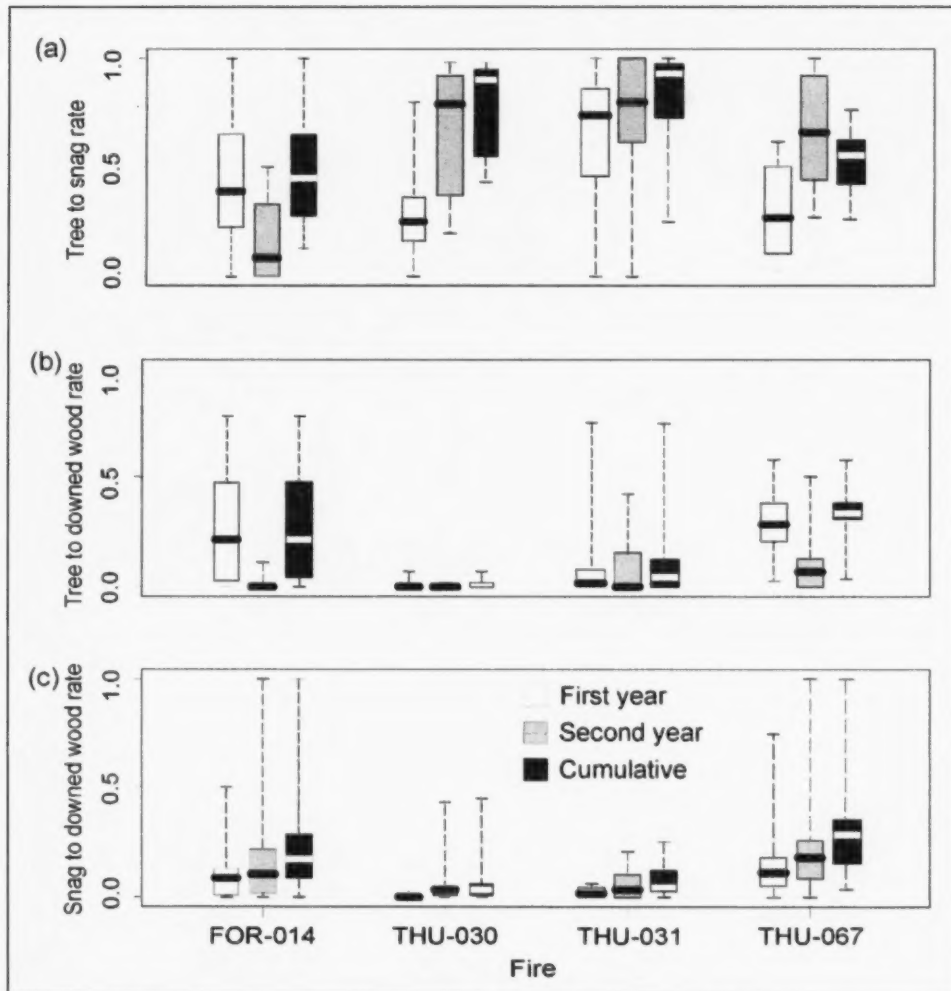 (a)
Tree to snag rate
1.0
0.5
0.0
(b)
Tree to downed wood rate
1.0
0.5
0.0
(c)
Snag to downed wood rate
1.0
0.5
0.0
First year
Second year
Cumulative
FOR-014 THU-030 THU-031 THU-067
Fire